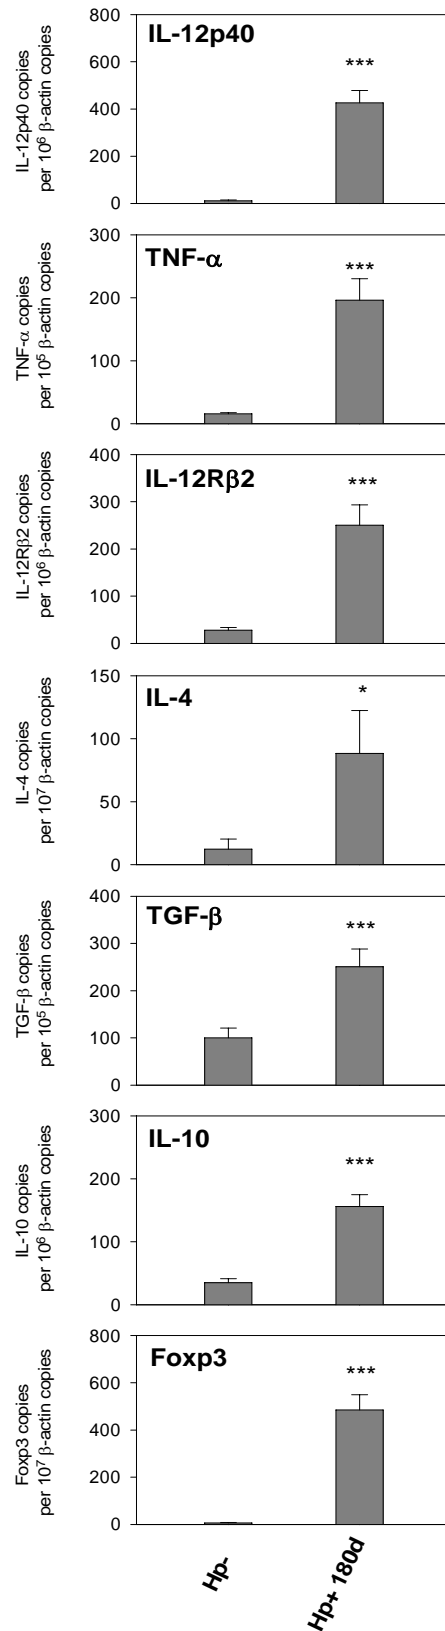 IL-12p40 copies
per 10⁶ β-actin copies
800
600
400
200
0
IL-12p40
***
TNF-α copies
per 10⁵ β-actin copies
300
200
100
0
TNF-α
***
IL-12Rβ2 copies
per 10⁶ β-actin copies
400
300
200
100
0
IL-12Rβ2
***
IL-4 copies
per 10⁷ β-actin copies
150
100
50
0
IL-4
*
TGF-β copies
per 10⁵ β-actin copies
400
300
200
100
0
TGF-β
***
IL-10 copies
per 10⁶ β-actin copies
300
200
100
0
IL-10
***
Foxp3 copies
per 10⁷ β-actin copies
800
600
400
200
0
Foxp3
***
Hp-
Hp+ 180d